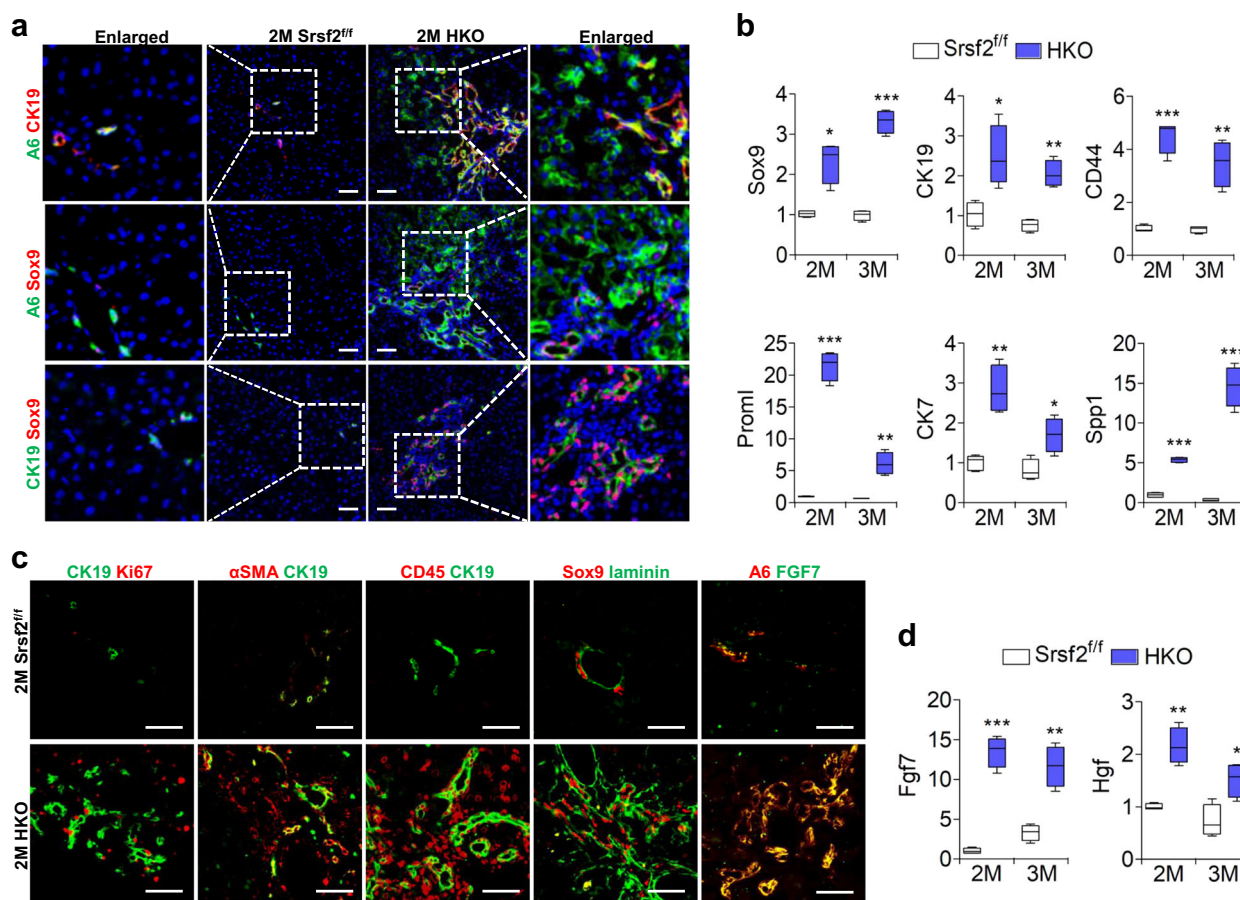 a
Enlarged 2M Srsf2f/f 2M HKO Enlarged
A6 CK19
A6 Sox9
CK19 Sox9
b
Srsf2f/f HKO
Sox9
4
3
2
1
0
* ***
2M 3M
CK19
4
3
2
1
0
* **
2M 3M
CD44
6
4
2
0
*** **
2M 3M
Proml
25
20
15
10
5
0
*** **
2M 3M
CK7
4
3
2
1
0
** *
2M 3M
Spp1
20
15
10
5
0
*** ***
2M 3M
c
CK19 Ki67 αSMA CK19 CD45 CK19 Sox9 laminin A6 FGF7
2M Srsf2f/f
2M HKO
d
Srsf2f/f HKO
Fgf7
20
15
10
5
0
*** **
2M 3M
Hgf
3
2
1
0
** *
2M 3M